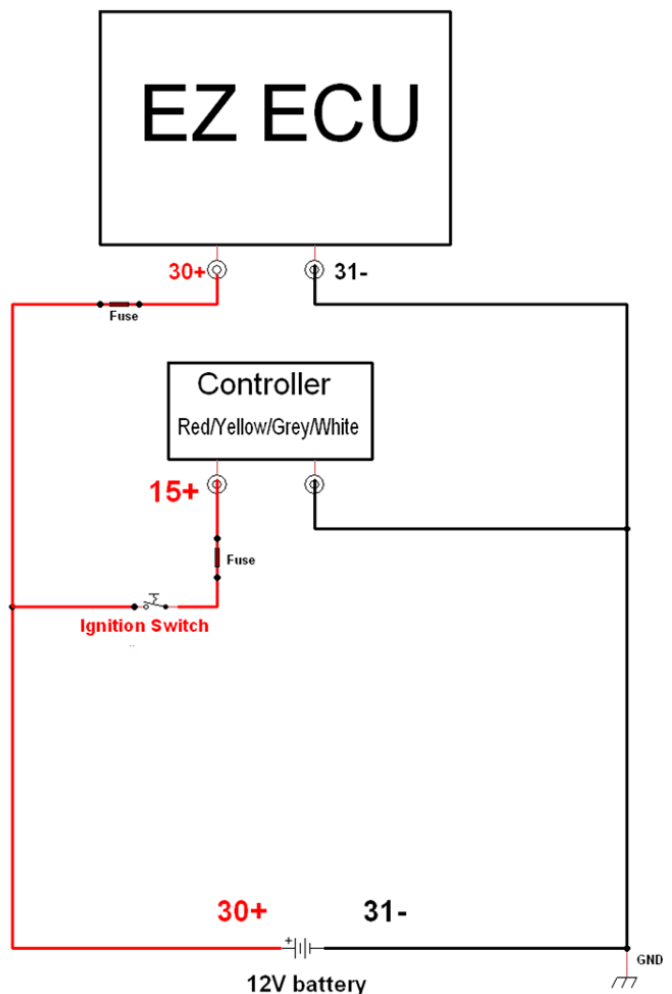 EZ ECU
30+ 31-
Fuse
Controller
Red/Yellow/Grey/White
15+
Fuse
Ignition Switch
30+ 31-
+
GND
12V battery